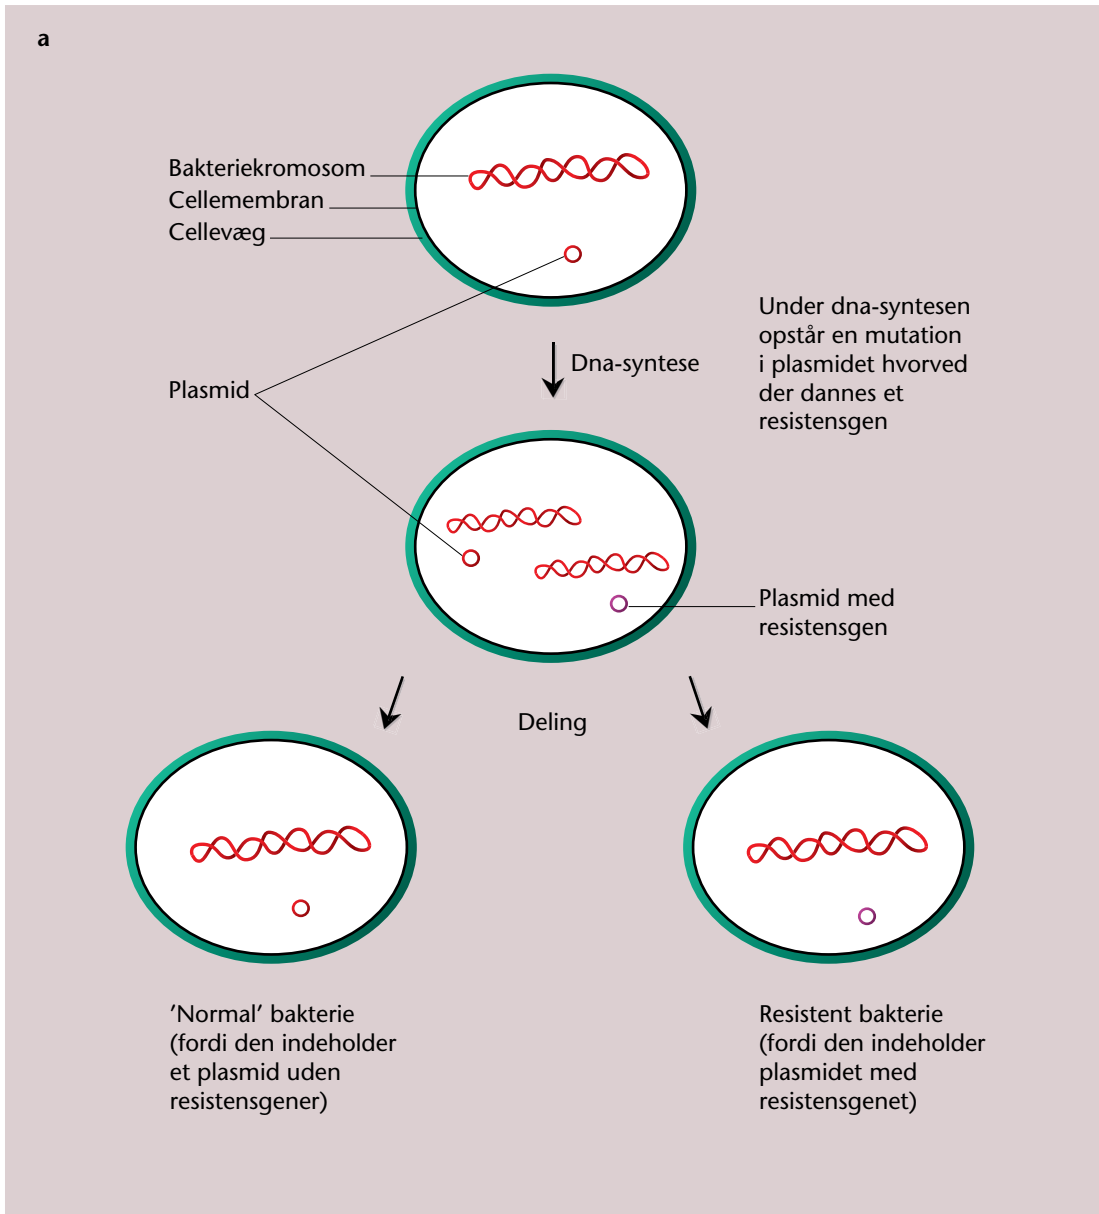 a
Bakteriekromosom
Cellemembran
Cellevæg
Under dna-syntesen
opstår en mutation
i plasmidet hvorved
der dannes et
resistensgen
Dna-syntese
Plasmid
Plasmid med
resistensgen
Deling
’Normal’ bakterie
(fordi den indeholder
et plasmid uden
resistensgener)
Resistent bakterie
(fordi den indeholder
plasmidet med
resistensgenet)